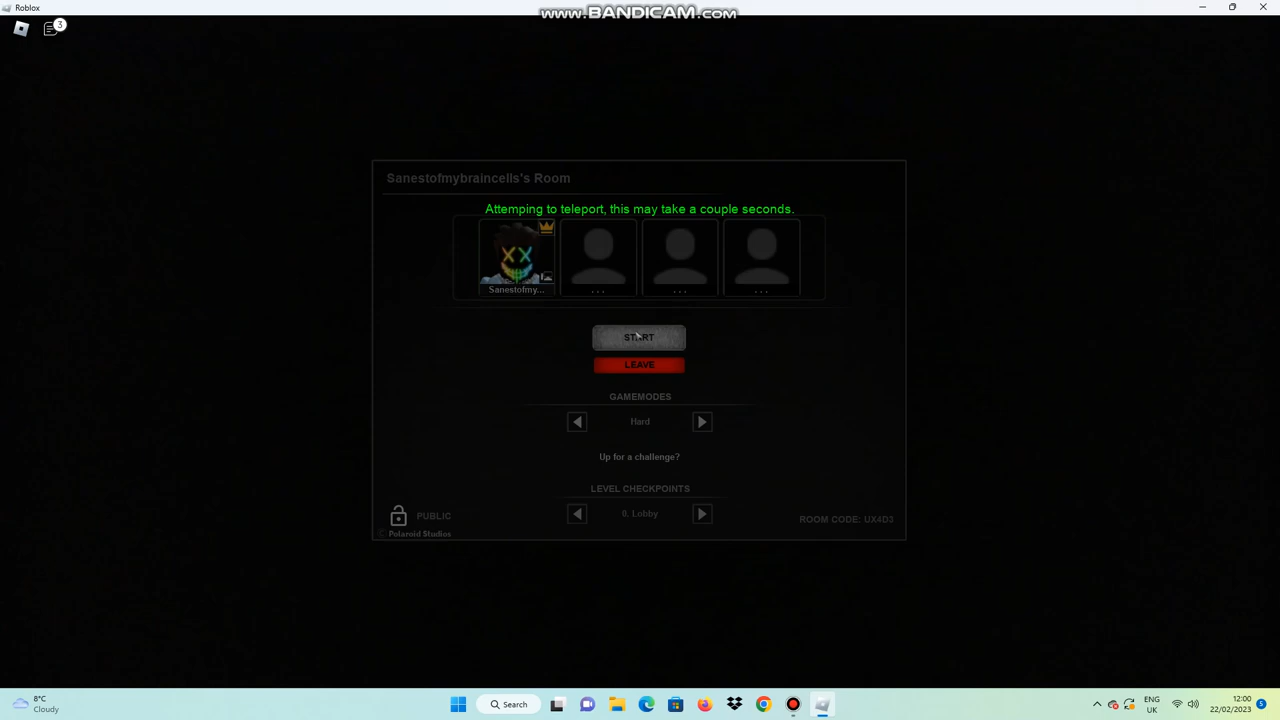 Roblox
www.BANDICAM.com
3
Sanestofmybraincells's Room
Attemping to teleport, this may take a couple seconds.
Sanestofmy...
...
...
...
START
LEAVE
GAMEMODES
Hard
Up for a challenge?
LEVEL CHECKPOINTS
0. Lobby
PUBLIC
ROOM CODE: UX4D3
Polaroid Studios
8°C
Cloudy
Search
ENG
UK
12:00
22/02/2023
5